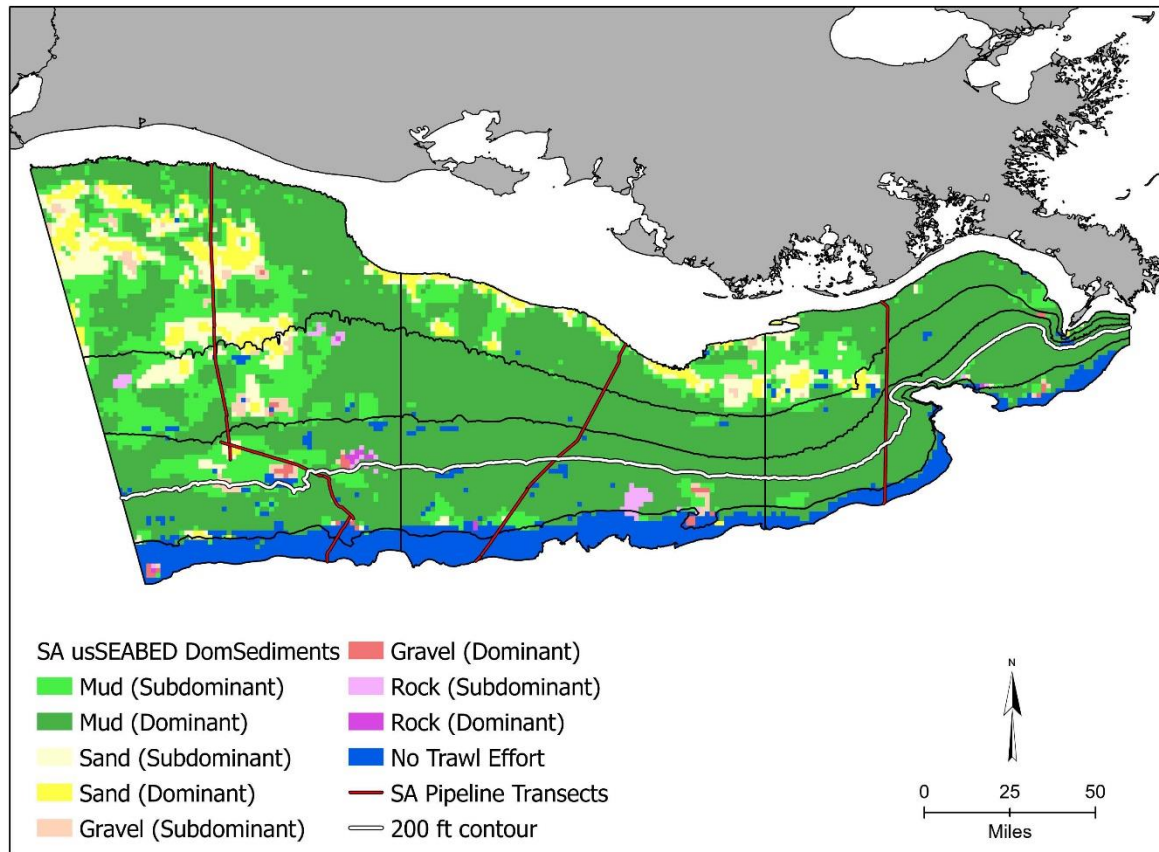 SA usSEABED DomSediments
Mud (Subdominant)
Mud (Dominant)
Sand (Subdominant)
Sand (Dominant)
Gravel (Subdominant)
Gravel (Dominant)
Rock (Subdominant)
Rock (Dominant)
No Trawl Effort
SA Pipeline Transects
200 ft contour
N
0 25 50
Miles